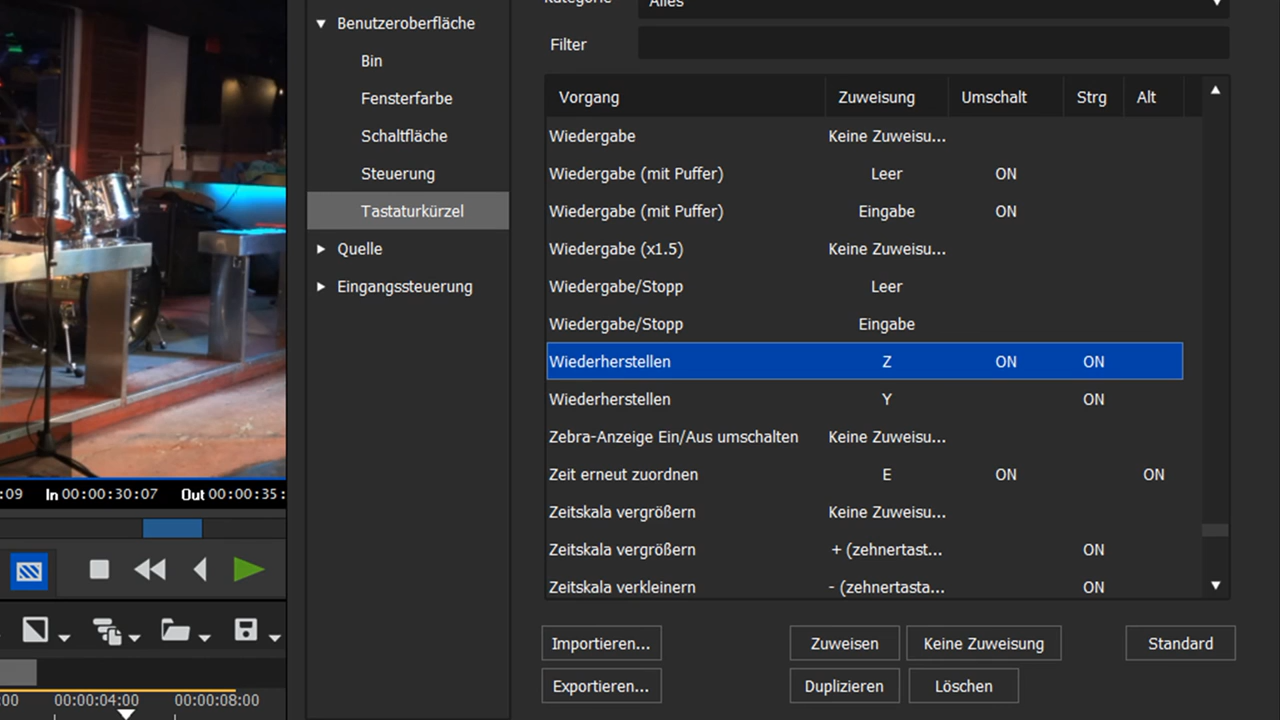 Alles
Benutzeroberfläche
Bin
Fensterfarbe
Schaltfläche
Steuerung
Tastaturkürzel
Quelle
Eingangssteuerung
Filter
Vorgang Zuweisung Umschalt Strg Alt
Wiedergabe Keine Zuweisu...
Wiedergabe (mit Puffer) Leer ON
Wiedergabe (mit Puffer) Eingabe ON
Wiedergabe (x1.5) Keine Zuweisu...
Wiedergabe/Stopp Leer
Wiedergabe/Stopp Eingabe
Wiederherstellen Z ON ON
Wiederherstellen Y ON
Zebra-Anzeige Ein/Aus umschalten Keine Zuweisu...
Zeit erneut zuordnen E ON ON
Zeitskala vergrößern Keine Zuweisu...
Zeitskala vergrößern + (zehnertast... ON
Zeitskala verkleinern - (zehnertasta... ON
Importieren... Zuweisen Keine Zuweisung Standard
Exportieren... Duplizieren Löschen
:09 In 00:00:30:07 Out 00:00:35:
:00 00:00:04:00 00:00:08:00